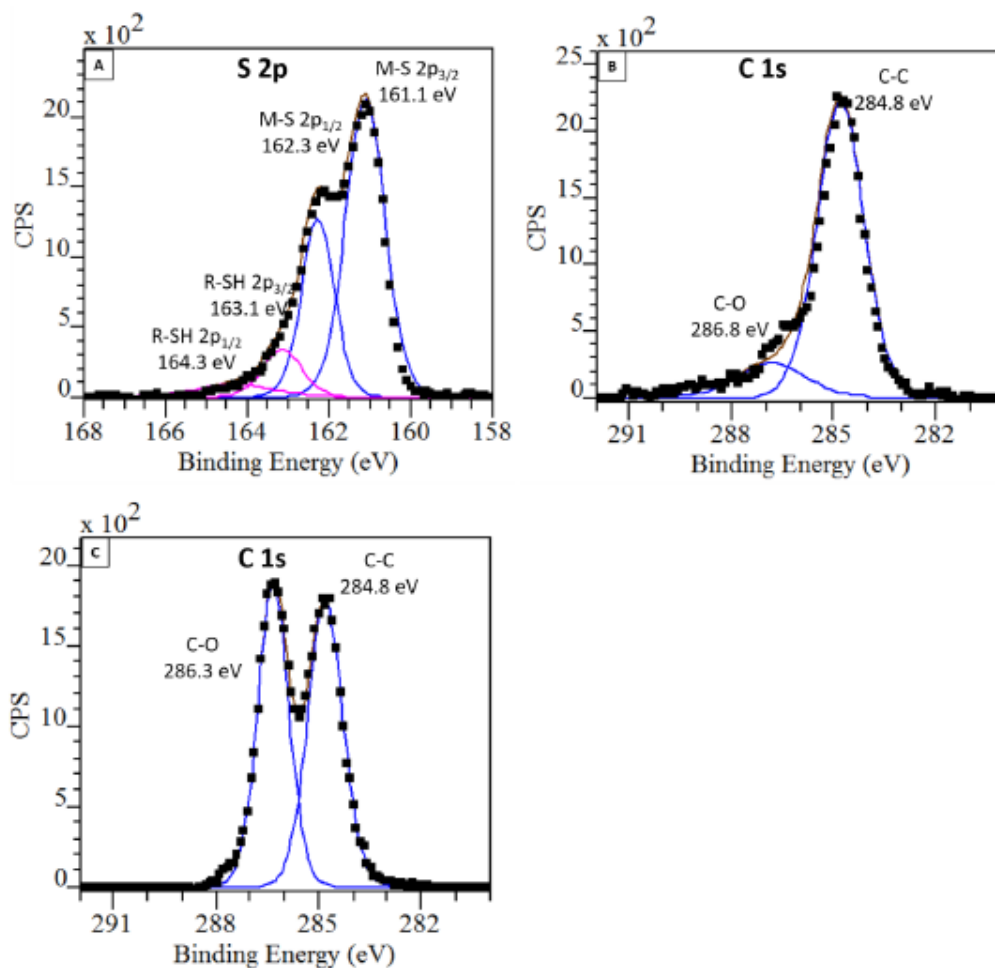 x 10²
A
S 2p
M-S 2p₃/₂
161.1 eV
M-S 2p₁/₂
162.3 eV
R-SH 2p₃/₂
163.1 eV
R-SH 2p₁/₂
164.3 eV
20
15
10
5
0
CPS
168 166 164 162 160 158
Binding Energy (eV)
x 10²
B
C 1s
C-C
284.8 eV
C-O
286.8 eV
25
20
15
10
5
0
CPS
291 288 285 282
Binding Energy (eV)
x 10²
C
C 1s
C-C
284.8 eV
C-O
286.3 eV
20
15
10
5
0
CPS
291 288 285 282
Binding Energy (eV)